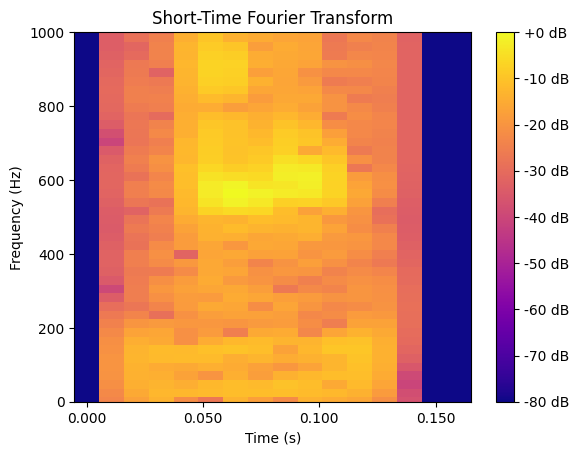 Short-Time Fourier Transform
1000
800
600
400
200
0
Frequency (Hz)
0.000
0.050
0.100
0.150
Time (s)
+0 dB
-10 dB
-20 dB
-30 dB
-40 dB
-50 dB
-60 dB
-70 dB
-80 dB